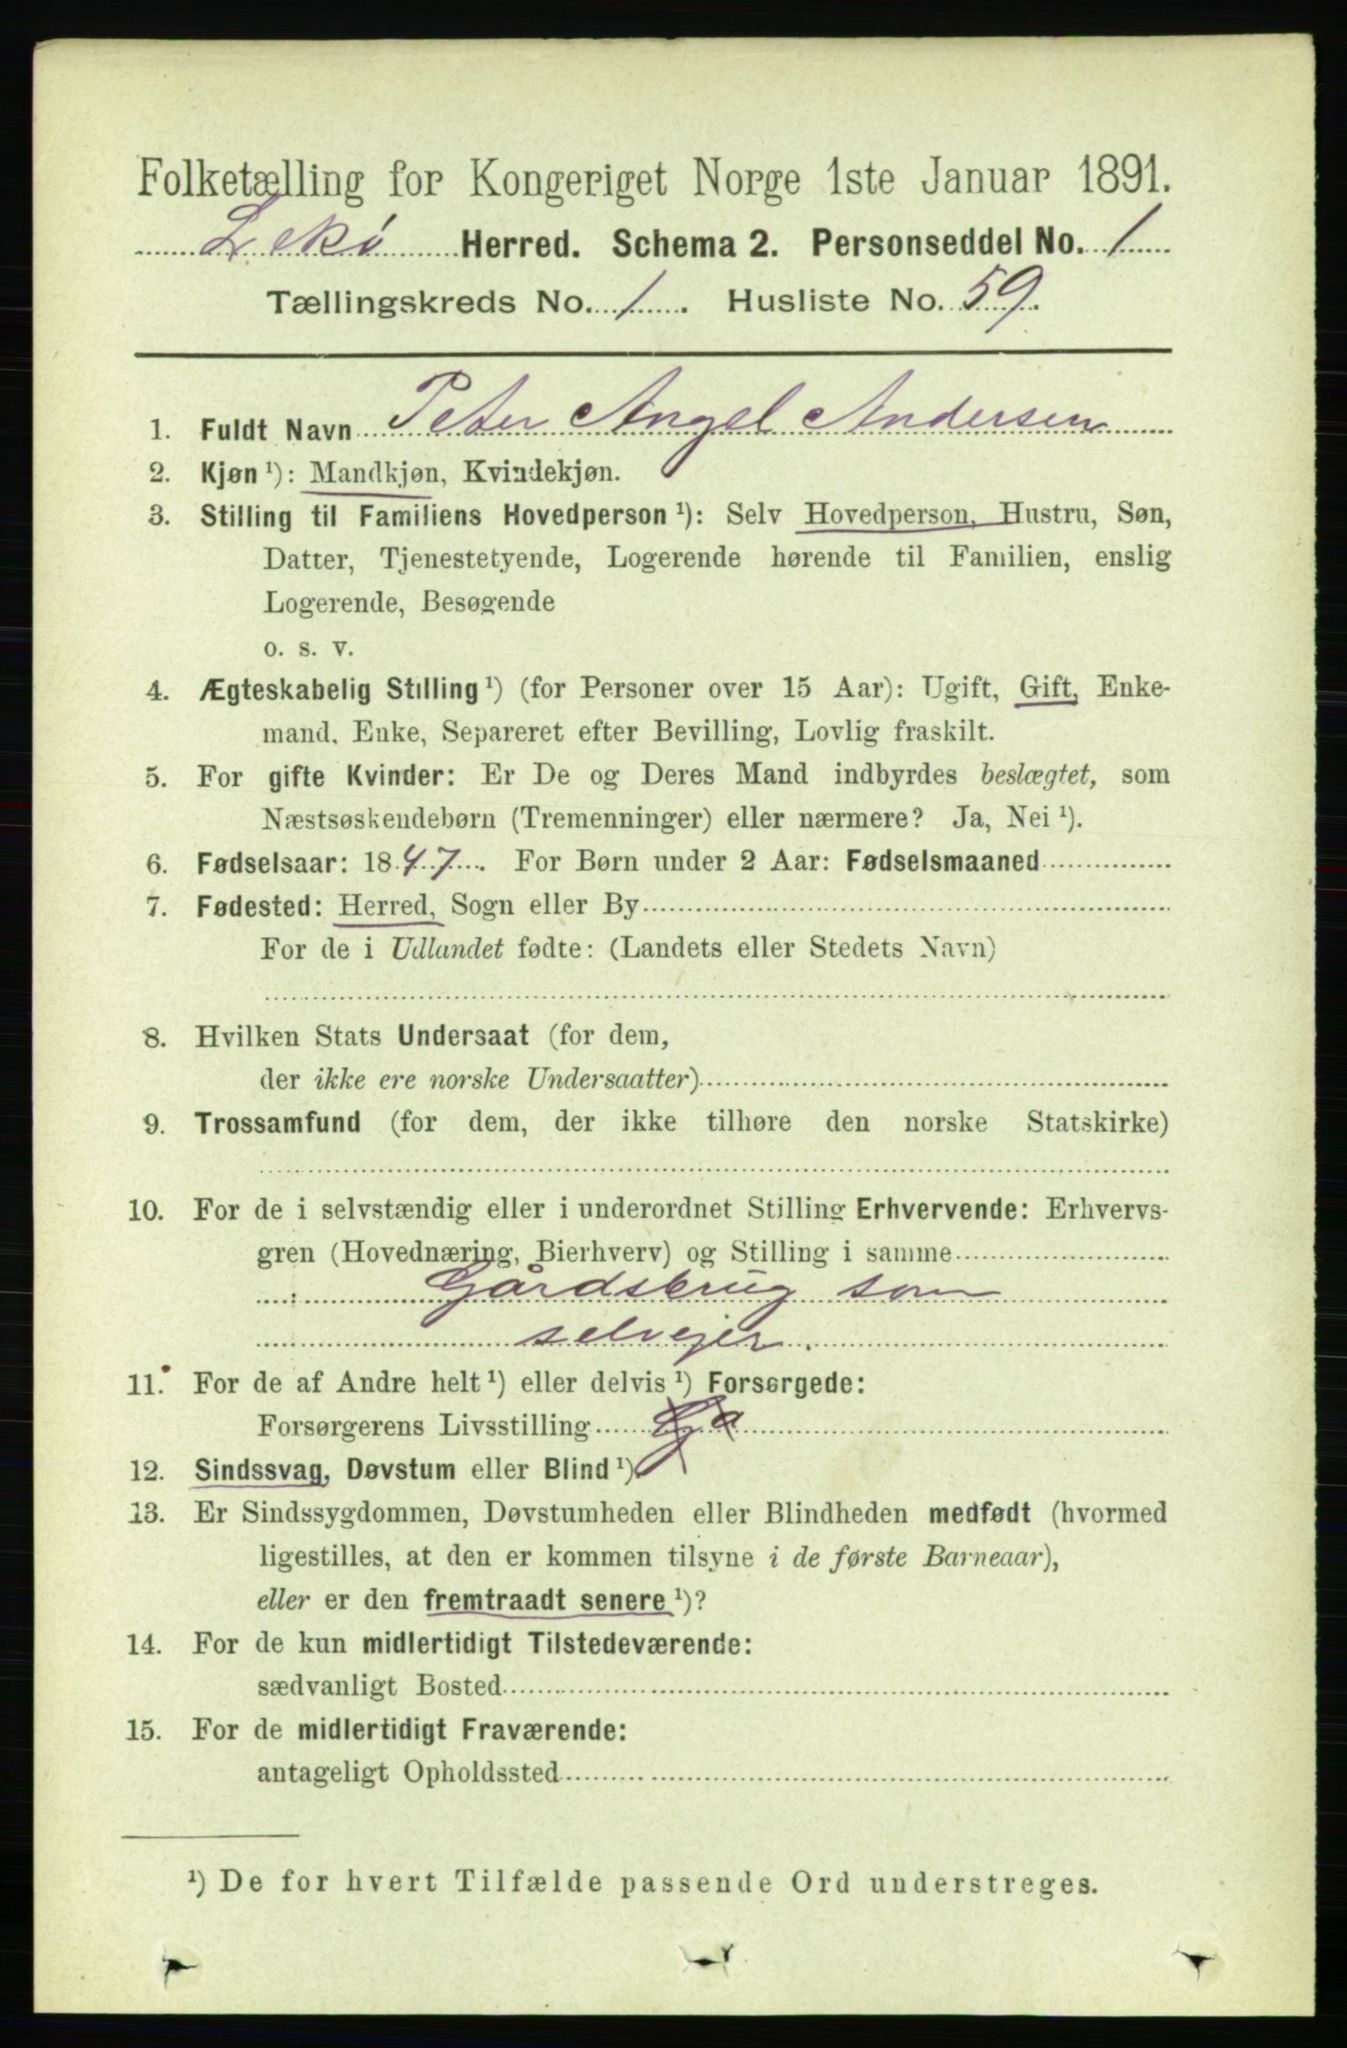 Folketælling for Kongeriget Norge 1ste Januar 1891.
Lekø Herred. Schema 2. Personseddel No. 1
Tællingskreds No. 1. Husliste No. 59.
1. Fuldt Navn Peter Angel Andersen
2. Kjøn ¹): Mandkjøn, Kvindekjøn.
3. Stilling til Familiens Hovedperson ¹): Selv Hovedperson, Hustru, Søn,
Datter, Tjenestetyende, Logerende hørende til Familien, enslig
Logerende, Besøgende
o. s. v.
4. Ægteskabelig Stilling ¹) (for Personer over 15 Aar): Ugift, Gift, Enke-
mand, Enke, Separeret efter Bevilling, Lovlig fraskilt.
5. For gifte Kvinder: Er De og Deres Mand indbyrdes beslægtet, som
Næstsøskendebørn (Tremenninger) eller nærmere? Ja, Nei ¹).
6. Fødselsaar: 1847. For Børn under 2 Aar: Fødselsmaaned
7. Fødested: Herred, Sogn eller By
For de i Udlandet fødte: (Landets eller Stedets Navn)
8. Hvilken Stats Undersaat (for dem,
der ikke ere norske Undersaatter)
9. Trossamfund (for dem, der ikke tilhøre den norske Statskirke)
10. For de i selvstændig eller i underordnet Stilling Erhvervende: Erhvervs-
gren (Hovednæring, Bierhverv) og Stilling i samme
Gårdsbrug som
selvejer.
11. For de af Andre helt ¹) eller delvis ¹) Forsørgede:
Forsørgerens Livsstilling
12. Sindssvag, Døvstum eller Blind ¹)
13. Er Sindssygdommen, Døvstumheden eller Blindheden medfødt (hvormed
ligestilles, at den er kommen tilsyne i de første Barneaar),
eller er den fremtraadt senere ¹)?
14. For de kun midlertidigt Tilstedeværende:
sædvanligt Bosted
15. For de midlertidigt Fraværende:
antageligt Opholdssted
¹) De for hvert Tilfælde passende Ord understreges.